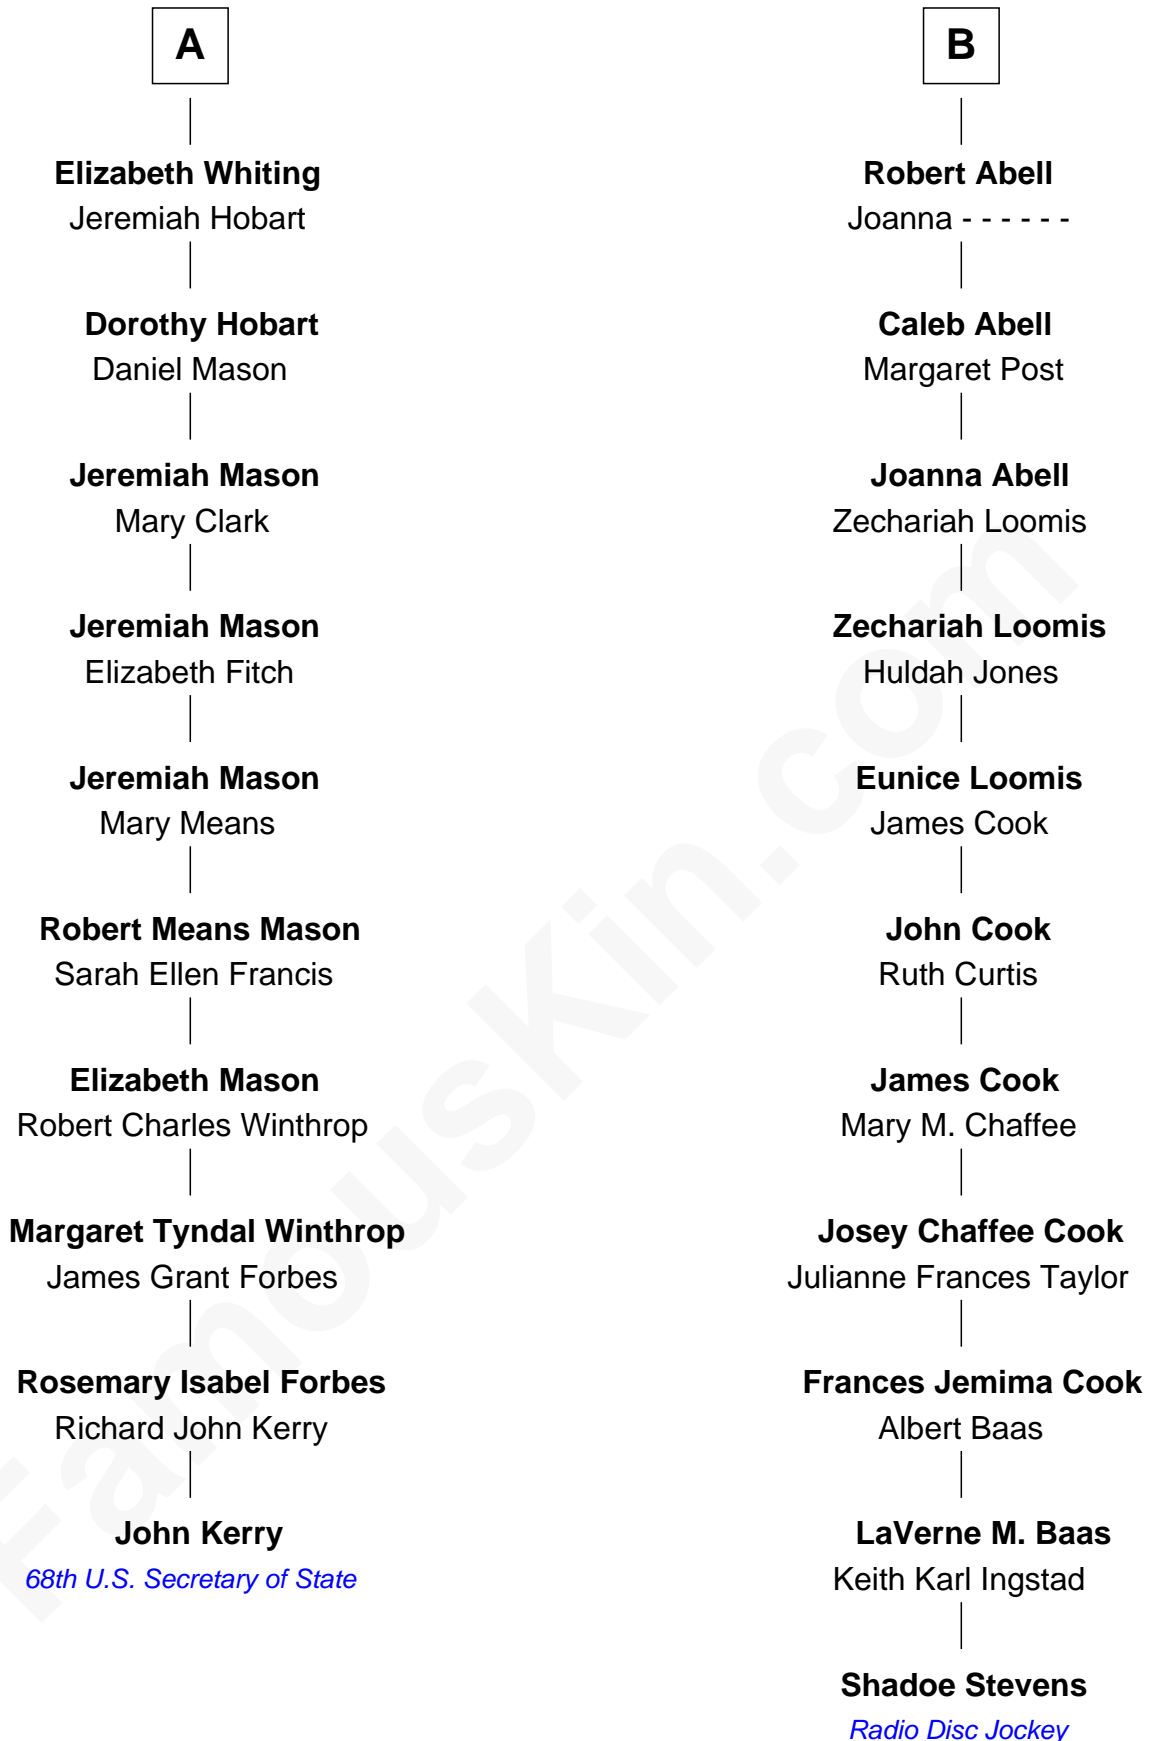 A
Elizabeth Whiting
Jeremiah Hobart
Dorothy Hobart
Daniel Mason
Jeremiah Mason
Mary Clark
Jeremiah Mason
Elizabeth Fitch
Jeremiah Mason
Mary Means
Robert Means Mason
Sarah Ellen Francis
Elizabeth Mason
Robert Charles Winthrop
Margaret Tyndal Winthrop
James Grant Forbes
Rosemary Isabel Forbes
Richard John Kerry
John Kerry
68th U.S. Secretary of State
B
Robert Abell
Joanna - - - - - -
Caleb Abell
Margaret Post
Joanna Abell
Zechariah Loomis
Zechariah Loomis
Huldah Jones
Eunice Loomis
James Cook
John Cook
Ruth Curtis
James Cook
Mary M. Chaffee
Josey Chaffee Cook
Julianne Frances Taylor
Frances Jemima Cook
Albert Baas
LaVerne M. Baas
Keith Karl Ingstad
Shadoe Stevens
Radio Disc Jockey
FamousKin.com